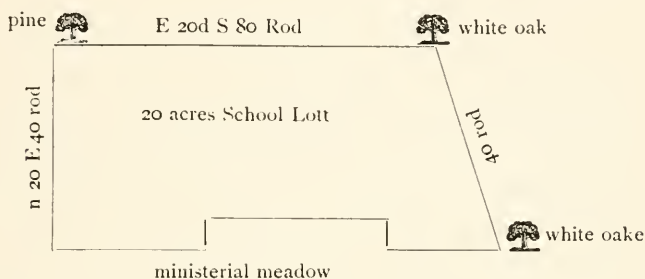 pine
E 20d S 80 Rod
white oak
20 acres School Lott
n 20 E 40 rod
40 rod
white oake
ministerial meadow